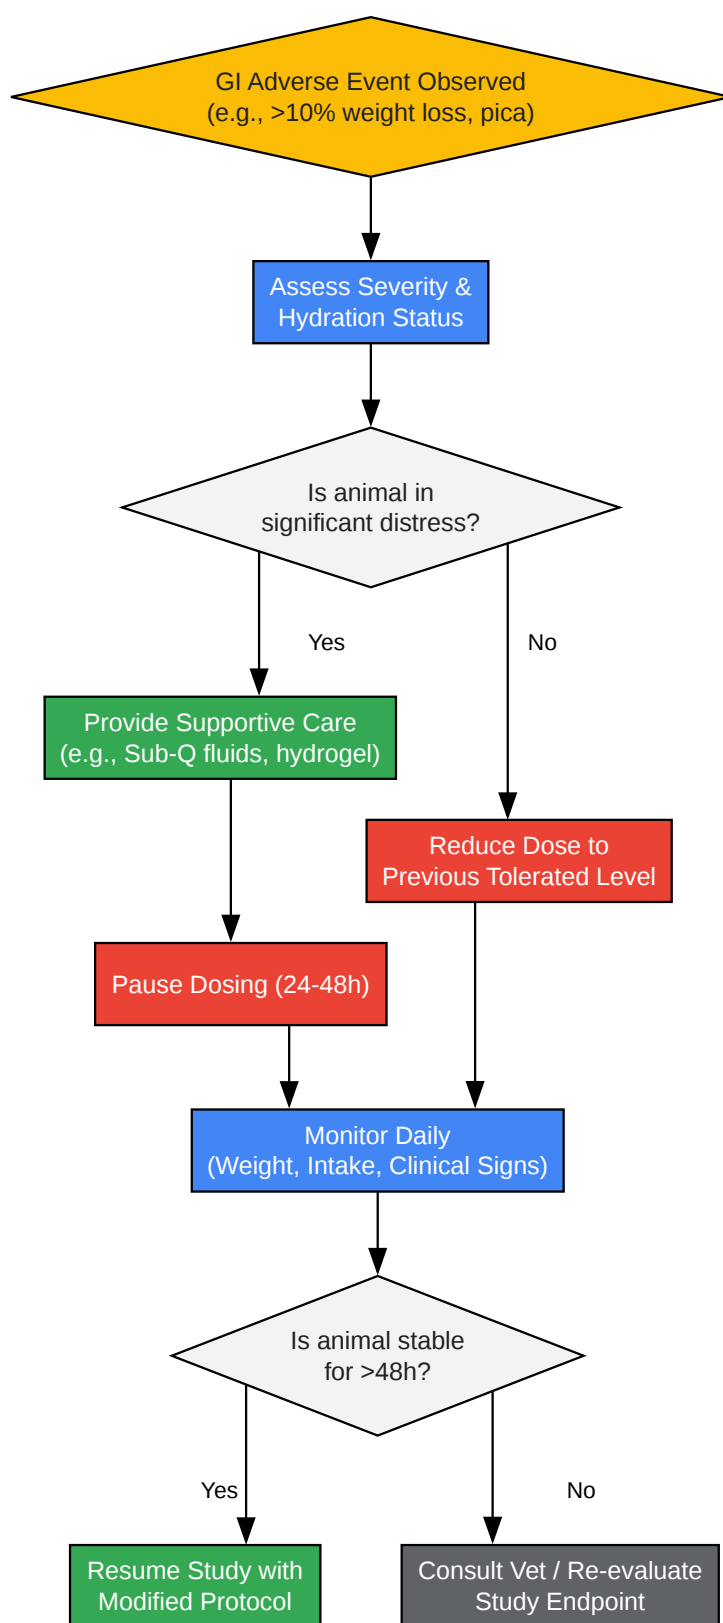 GI Adverse Event Observed
(e.g., >10% weight loss, pica)
Assess Severity &
Hydration Status
Is animal in
significant distress?
Yes
No
Provide Supportive Care
(e.g., Sub-Q fluids, hydrogel)
Reduce Dose to
Previous Tolerated Level
Pause Dosing (24-48h)
Monitor Daily
(Weight, Intake, Clinical Signs)
Is animal stable
for >48h?
Yes
No
Resume Study with
Modified Protocol
Consult Vet / Re-evaluate
Study Endpoint